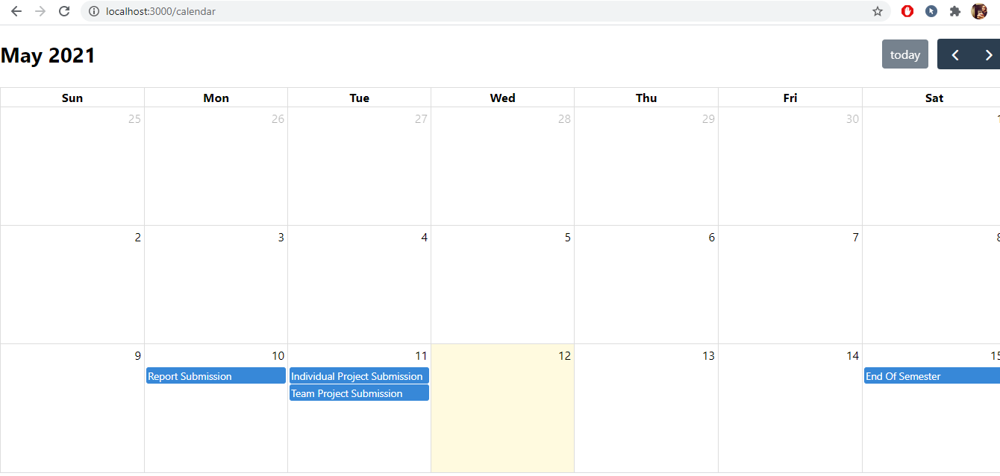 localhost:3000/calendar
May 2021
today
Sun Mon Tue Wed Thu Fri Sat
25 26 27 28 29 30 1
2 3 4 5 6 7 8
9 10 11 12 13 14 15
Report Submission Individual Project Submission End Of Semester
Team Project Submission